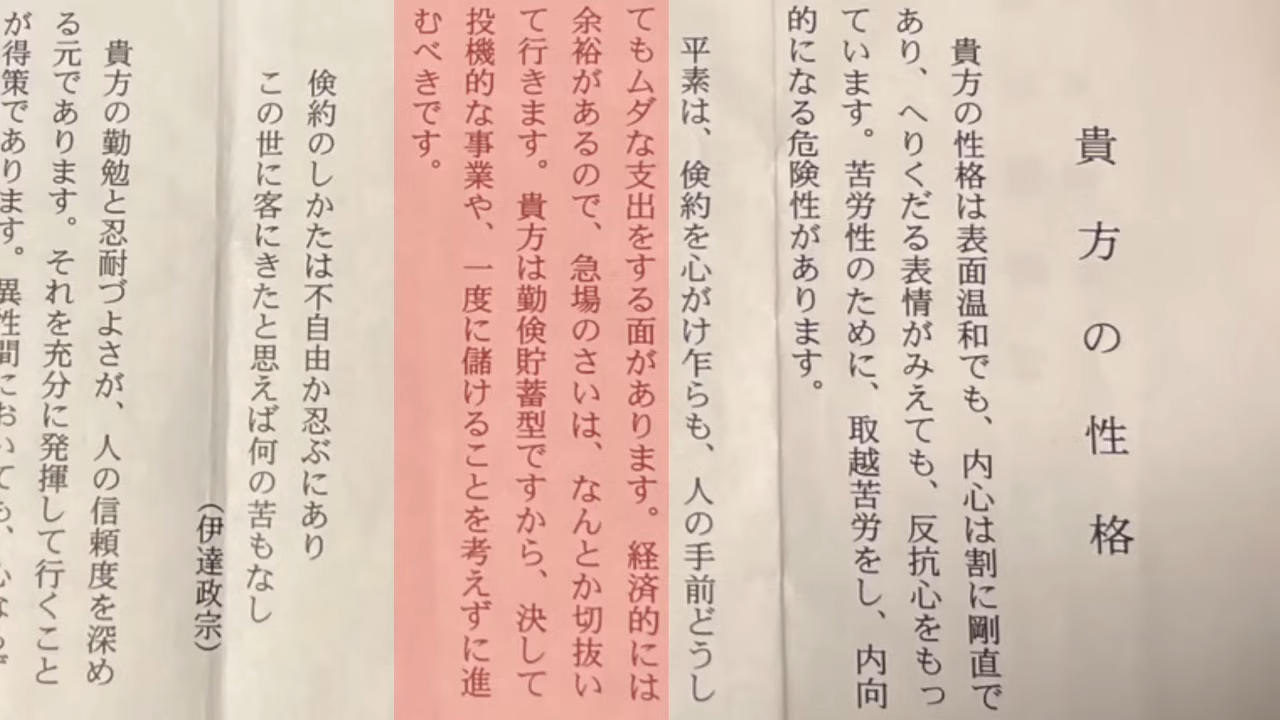 貴方の性格
貴方の性格は表面温和でも、内心は割に剛直で
あり、へりくだる表情がみえても、反抗心をもっ
ています。苦労性のために、取越苦労をし、内向
的になる危険性があります。
平素は、倹約を心がけ乍らも、人の手前どうし
てもムダな支出をする面があります。経済的には
余裕があるので、急場のさいは、なんとか切抜い
て行きます。貴方は勤倹貯蓄型ですから、決して
投機的な事業や、一度に儲けることを考えずに進
むべきです。
倹約のしかたは不自由か忍ぶにあり
この世に客にきたと思えば何の苦もなし
（伊達政宗）
貴方の勤勉と忍耐づよさが、人の信頼度を深め
る元であります。それを充分に発揮して行くこと
が得策であります。異性間においても、